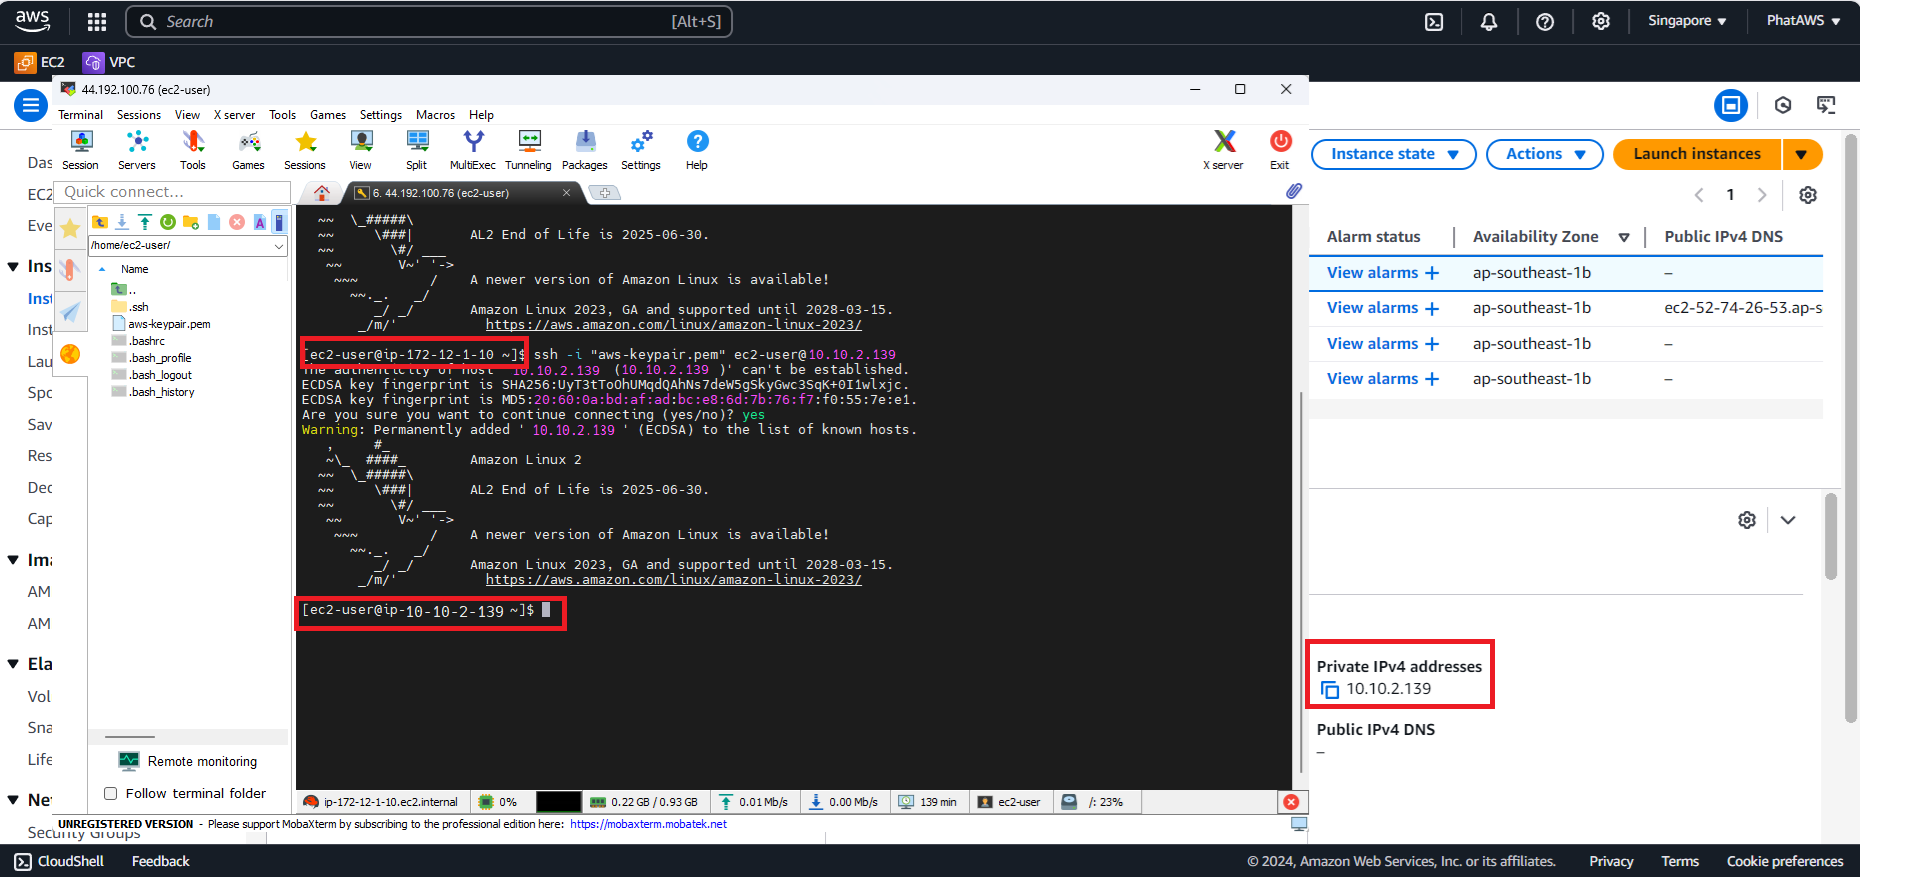 aws
Search [Alt+S]
Singapore ▼
PhatAWS ▼
EC2 VPC
44.192.100.76 (ec2-user)
Terminal Sessions View X server Tools Games Settings Macros Help
Session Servers Tools Games Sessions View Split MultiExec Tunneling Packages Settings Help X server Exit
Quick connect...
6. 44.192.100.76 (ec2-user)
/home/ec2-user/
Name
..
.ssh
aws-keypair.pem
.bashrc
.bash_profile
.bash_logout
.bash_history
Remote monitoring
Follow terminal folder
~~  \_#####\
~~     \###|       AL2 End of Life is 2025-06-30.
~~       \#/ ___
~~       V~' '->
~~~         /    A newer version of Amazon Linux is available!
~~._.   _/
_/ _/       Amazon Linux 2023, GA and supported until 2028-03-15.
_/m/'           https://aws.amazon.com/linux/amazon-linux-2023/
[ec2-user@ip-172-12-1-10 ~]$ ssh -i "aws-keypair.pem" ec2-user@10.10.2.139
The authenticity of host '10.10.2.139 (10.10.2.139 )' can't be established.
ECDSA key fingerprint is SHA256:UyT3tToOhUMqdQAhNs7deW5gSkyGwc3SqK+0I1wlxjc.
ECDSA key fingerprint is MD5:20:60:0a:bd:af:ad:bc:e8:6d:7b:76:f7:f0:55:7e:e1.
Are you sure you want to continue connecting (yes/no)? yes
Warning: Permanently added ' 10.10.2.139 ' (ECDSA) to the list of known hosts.
,     #_
~\_  ####_        Amazon Linux 2
~~  \_#####\
~~     \###|       AL2 End of Life is 2025-06-30.
~~       \#/ ___
~~       V~' '->
~~~         /    A newer version of Amazon Linux is available!
~~._.   _/
_/ _/       Amazon Linux 2023, GA and supported until 2028-03-15.
_/m/'           https://aws.amazon.com/linux/amazon-linux-2023/
[ec2-user@ip-10-10-2-139 ~]$
ip-172-12-1-10.ec2.internal 0% 0.22 GB / 0.93 GB 0.01 Mb/s 0.00 Mb/s 139 min ec2-user /: 23%
UNREGISTERED VERSION - Please support MobaXterm by subscribing to the professional edition here: https://mobaxterm.mobatek.net
Das
EC2
Eve
Ins
Inst
Inst
Lau
Spo
Sav
Res
Dec
Cap
Ima
AM
AM
Ela
Vol
Sna
Life
Ne
Security Groups
Instance state ▼
Actions ▼
Launch instances ▼
< 1 >
Alarm status | Availability Zone ▽ | Public IPv4 DNS
View alarms + ap-southeast-1b –
View alarms + ap-southeast-1b ec2-52-74-26-53.ap-s
View alarms + ap-southeast-1b –
View alarms + ap-southeast-1b –
Private IPv4 addresses
10.10.2.139
Public IPv4 DNS
–
CloudShell Feedback © 2024, Amazon Web Services, Inc. or its affiliates. Privacy Terms Cookie preferences